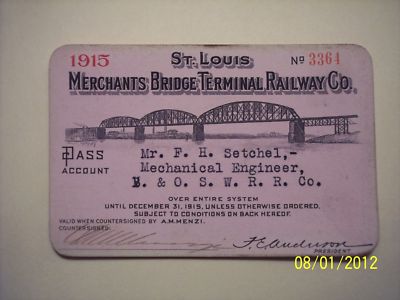 1915 St. Louis No 3364
Merchants Bridge Terminal Railway Co.
Pass Mr. F. H. Setchel,-
Account Mechanical Engineer,
B. & O. S. W. R. R. Co.
OVER ENTIRE SYSTEM
UNTIL DECEMBER 31, 1915, UNLESS OTHERWISE ORDERED,
SUBJECT TO CONDITIONS ON BACK HEREOF.
VALID WHEN COUNTERSIGNED BY A.M.MENZI.
COUNTERSIGNED:
F.C. Anderson
PRESIDENT
08/01/2012